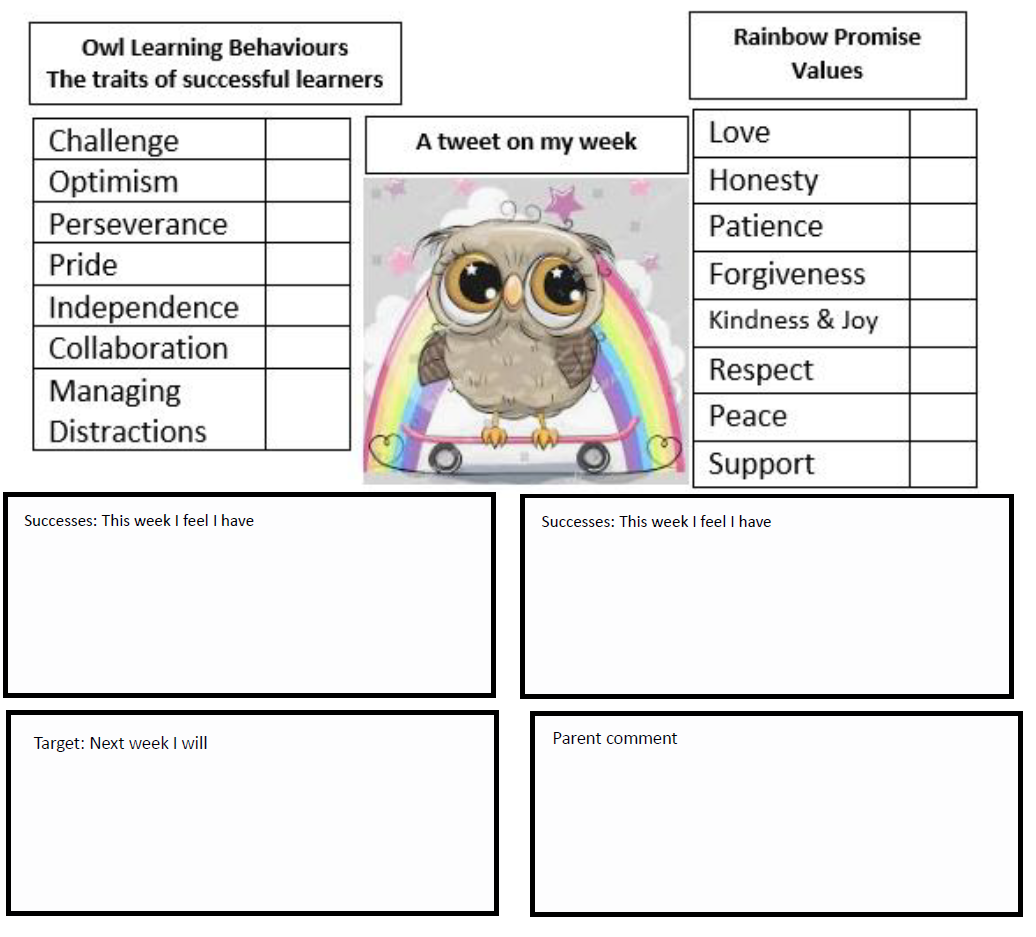 Owl Learning Behaviours
The traits of successful learners
Challenge
Optimism
Perseverance
Pride
Independence
Collaboration
Managing
Distractions
A tweet on my week
Rainbow Promise
Values
Love
Honesty
Patience
Forgiveness
Kindness & Joy
Respect
Peace
Support
Successes: This week I feel I have
Successes: This week I feel I have
Target: Next week I will
Parent comment